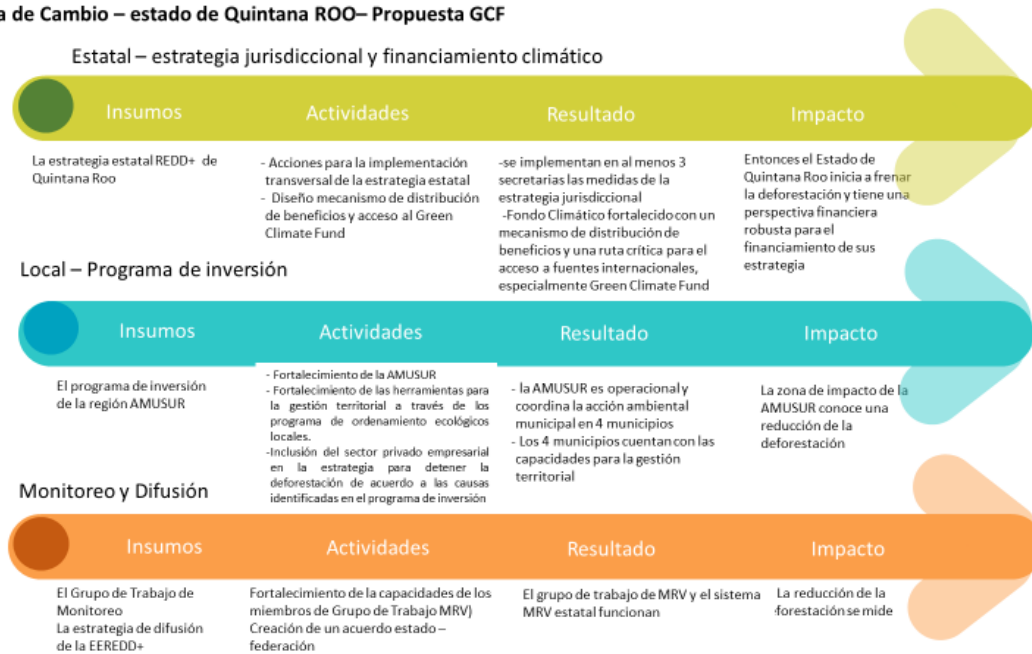 a de Cambio – estado de Quintana ROO– Propuesta GCF
Estatal – estrategia jurisdiccional y financiamiento climático
Insumos
Actividades
Resultado
Impacto
La estrategia estatal REDD+ de
Quintana Roo
- Acciones para la implementación
transversal de la estrategia estatal
- Diseño mecanismo de distribución
de beneficios y acceso al Green
Climate Fund
-se implementan en al menos 3
secretarias las medidas de la
estrategia jurisdiccional
-Fondo Climático fortalecido con un
mecanismo de distribución de
beneficios y una ruta crítica para el
acceso a fuentes internacionales,
especialmente Green Climate Fund
Entonces el Estado de
Quintana Roo inicia a frenar
la deforestación y tiene una
perspectiva financiera
robusta para el
financiamiento de sus
estrategia
Local – Programa de inversión
Insumos
Actividades
Resultado
Impacto
El programa de inversión
de la región AMUSUR
- Fortalecimiento de la AMUSUR
- Fortalecimiento de las herramientas para
la gestión territorial a través de los
programa de ordenamiento ecológicos
locales.
-Inclusión del sector privado empresarial
en la estrategia para detener la
deforestación de acuerdo a las causas
identificadas en el programa de inversión
- la AMUSUR es operacional y
coordina la acción ambiental
municipal en 4 municipios
- Los 4 municipios cuentan con las
capacidades para la gestión
territorial
La zona de impacto de la
AMUSUR conoce una
reducción de la
deforestación
Monitoreo y Difusión
Insumos
Actividades
Resultado
Impacto
El Grupo de Trabajo de
Monitoreo
La estrategia de difusión
de la EEREDD+
Fortalecimiento de la capacidades de los
miembros de Grupo de Trabajo MRV)
Creación de un acuerdo estado –
federación
El grupo de trabajo de MRV y el sistema
MRV estatal funcionan
La reducción de la
forestación se mide